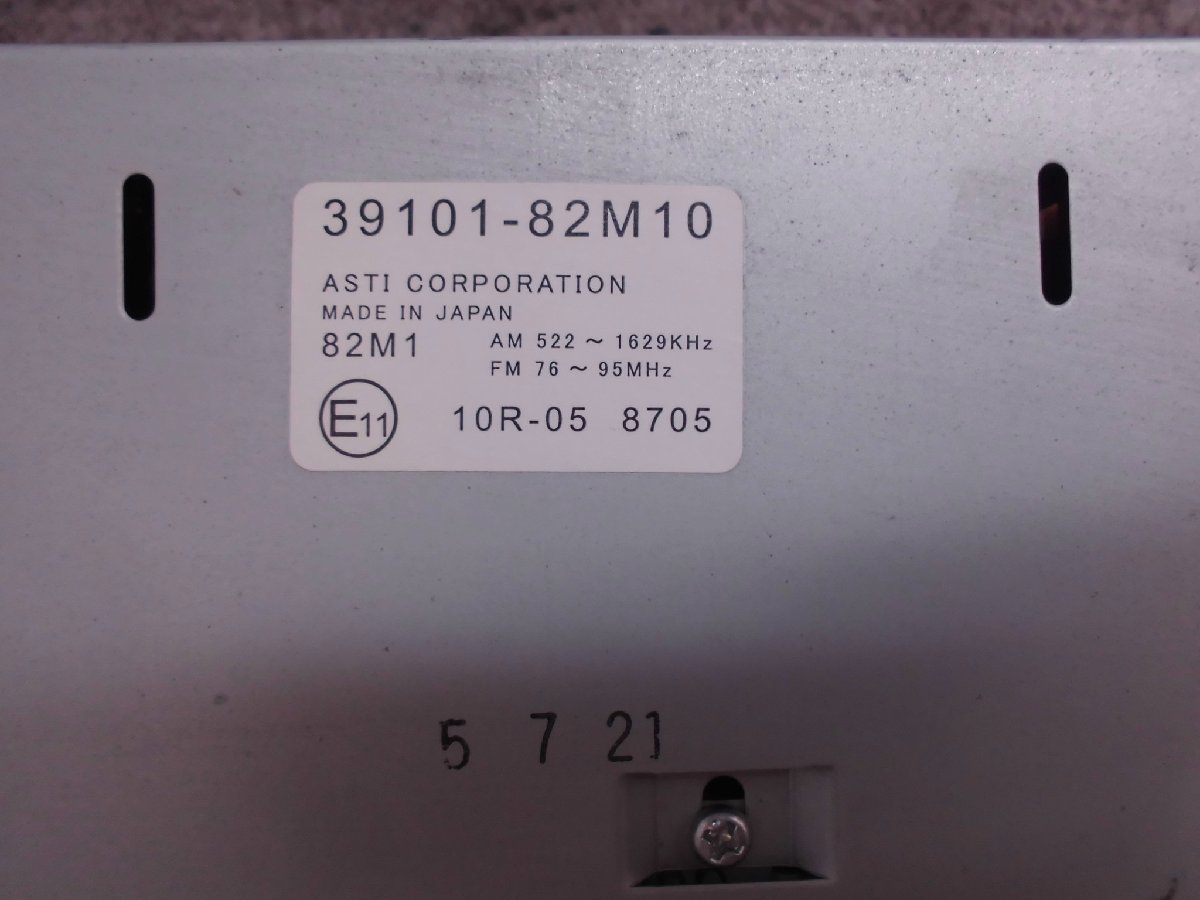 39101-82M10
ASTI CORPORATION
MADE IN JAPAN
82M1 AM 522 ~ 1629KHz
FM 76 ~ 95MHz
E11 10R-05 8705
5 7 21